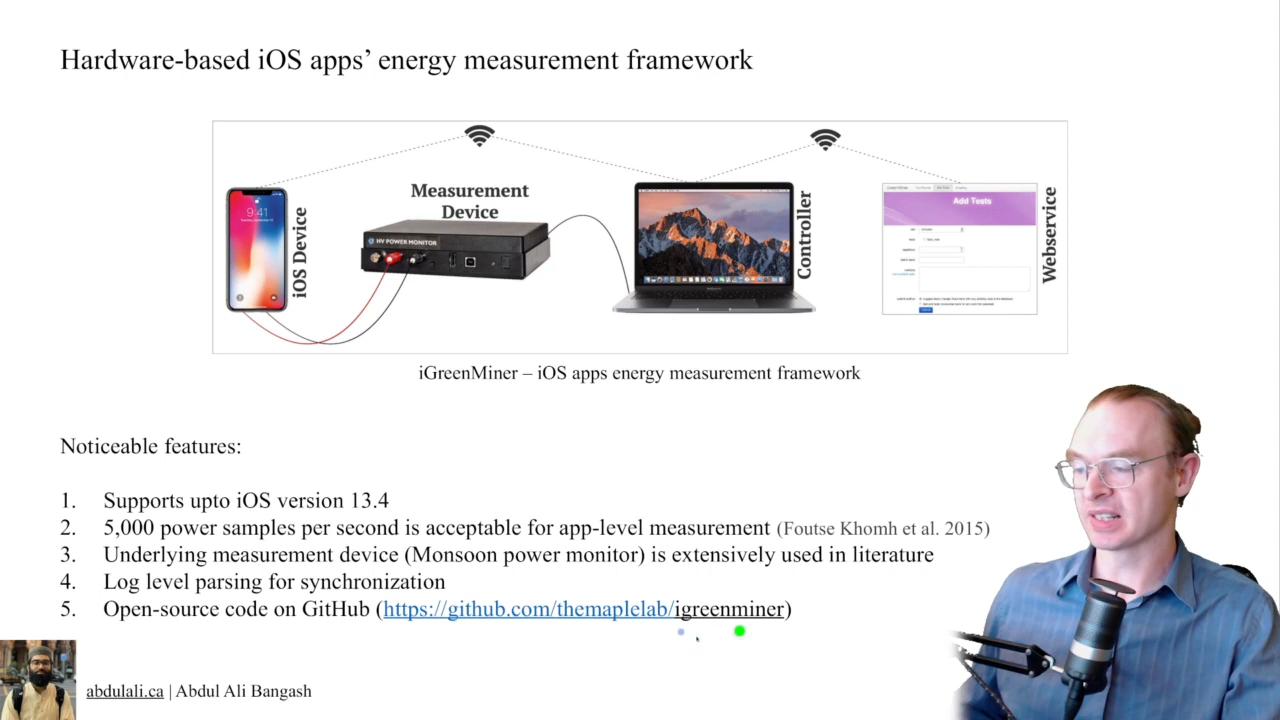 Hardware-based iOS apps’ energy measurement framework
9:41
iOS Device
Measurement
Device
HV POWER MONITOR
Controller
Add Tests
Webservice
iGreenMiner – iOS apps energy measurement framework
Noticeable features:
1. Supports upto iOS version 13.4
2. 5,000 power samples per second is acceptable for app-level measurement (Foutse Khomh et al. 2015)
3. Underlying measurement device (Monsoon power monitor) is extensively used in literature
4. Log level parsing for synchronization
5. Open-source code on GitHub (https://github.com/themaplelab/igreenminer)
abdulali.ca | Abdul Ali Bangash